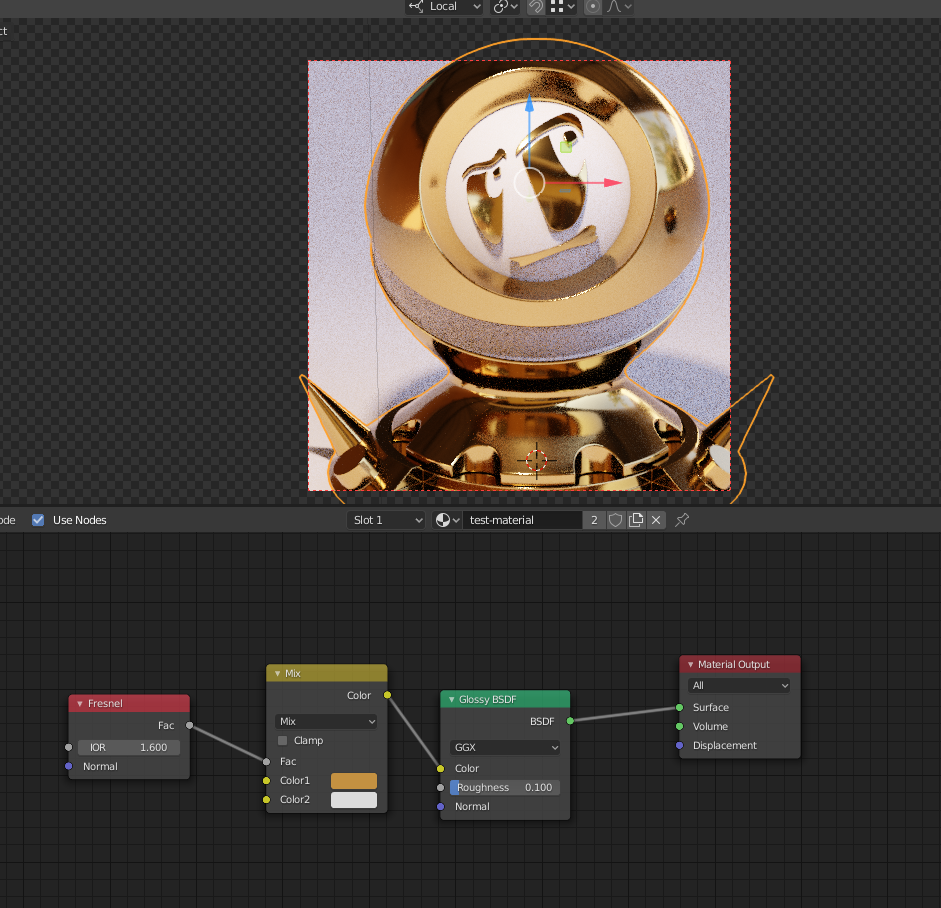 Local
ct
ode
Use Nodes
Slot 1
test-material
2
Material Output
All
Surface
Volume
Displacement
Mix
Color
Mix
Clamp
Fac
Color1
Color2
Glossy BSDF
BSDF
GGX
Color
Roughness 0.100
Normal
Fresnel
Fac
IOR 1.600
Normal